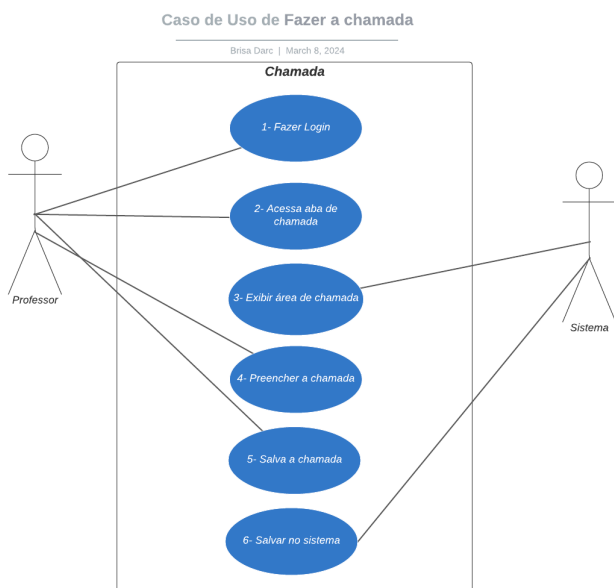 Caso de Uso de Fazer a chamada
Brisa Darc | March 8, 2024
Chamada
1- Fazer Login
2- Acessa aba de
chamada
3- Exibir área de chamada
4- Preencher a chamada
5- Salva a chamada
6- Salvar no sistema
Professor
Sistema